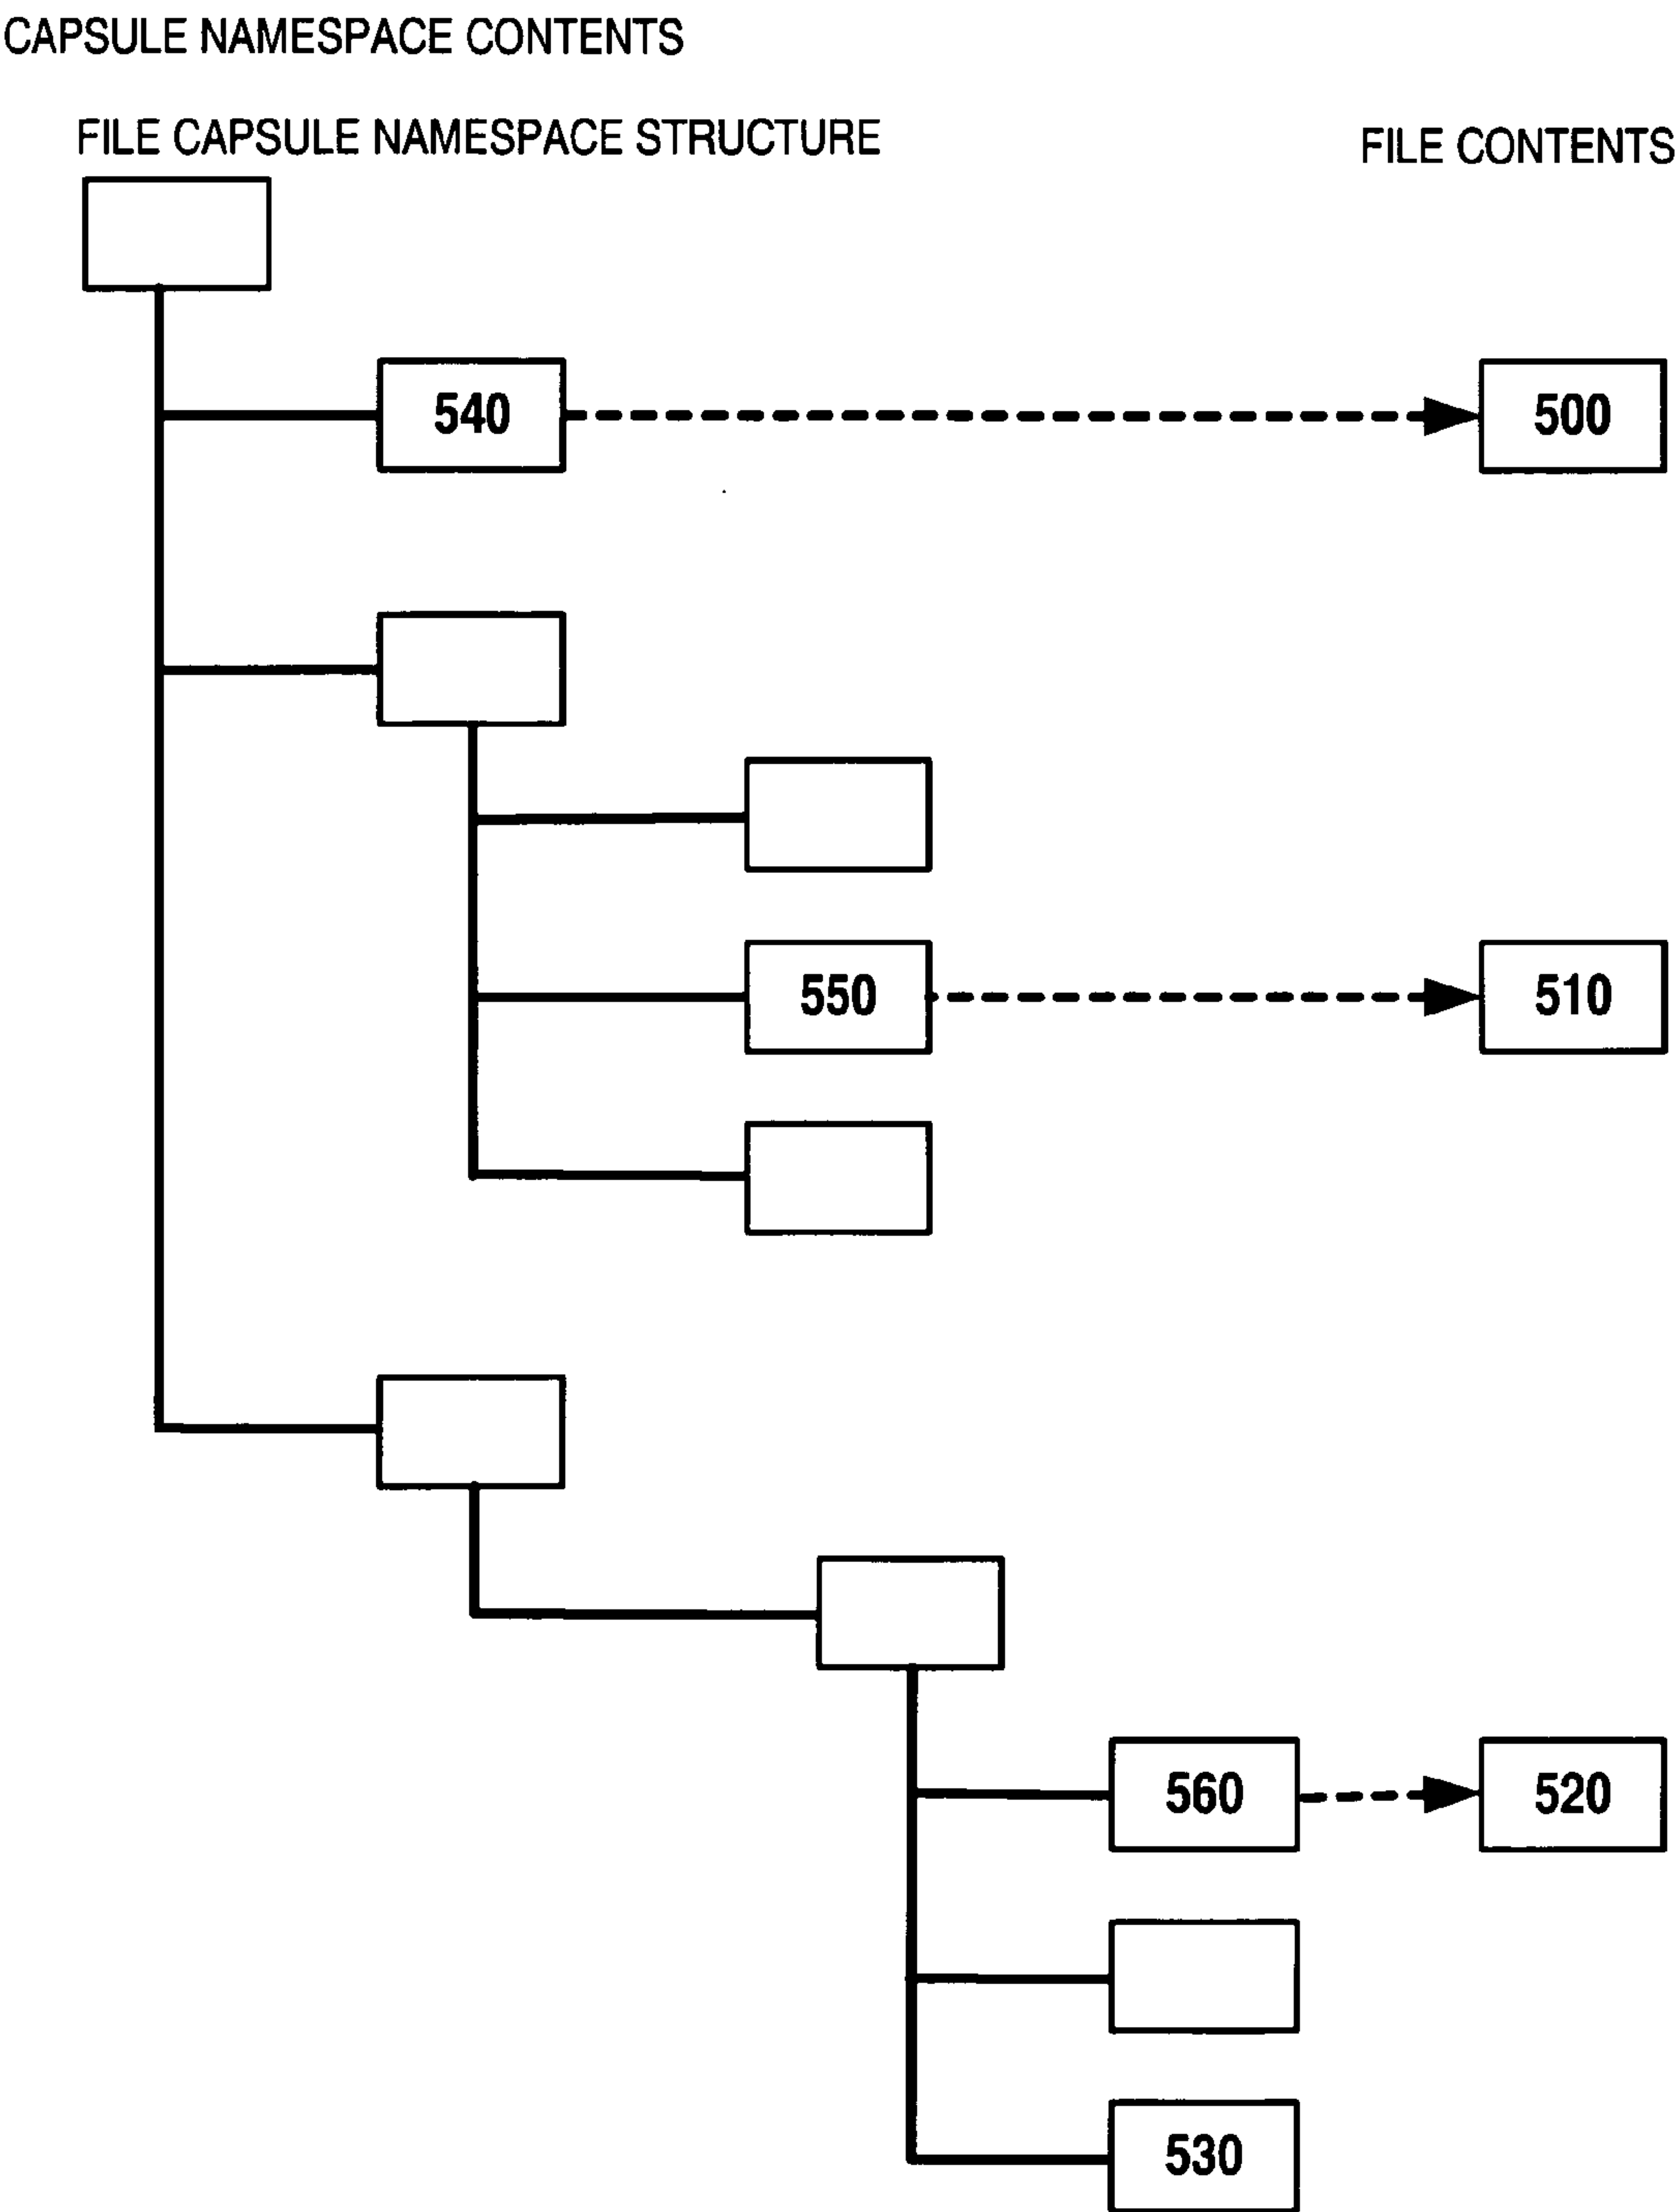 CAPSULE NAMESPACE CONTENTS
FILE CAPSULE NAMESPACE STRUCTURE
FILE CONTENTS
540
500
550
510
560
520
530